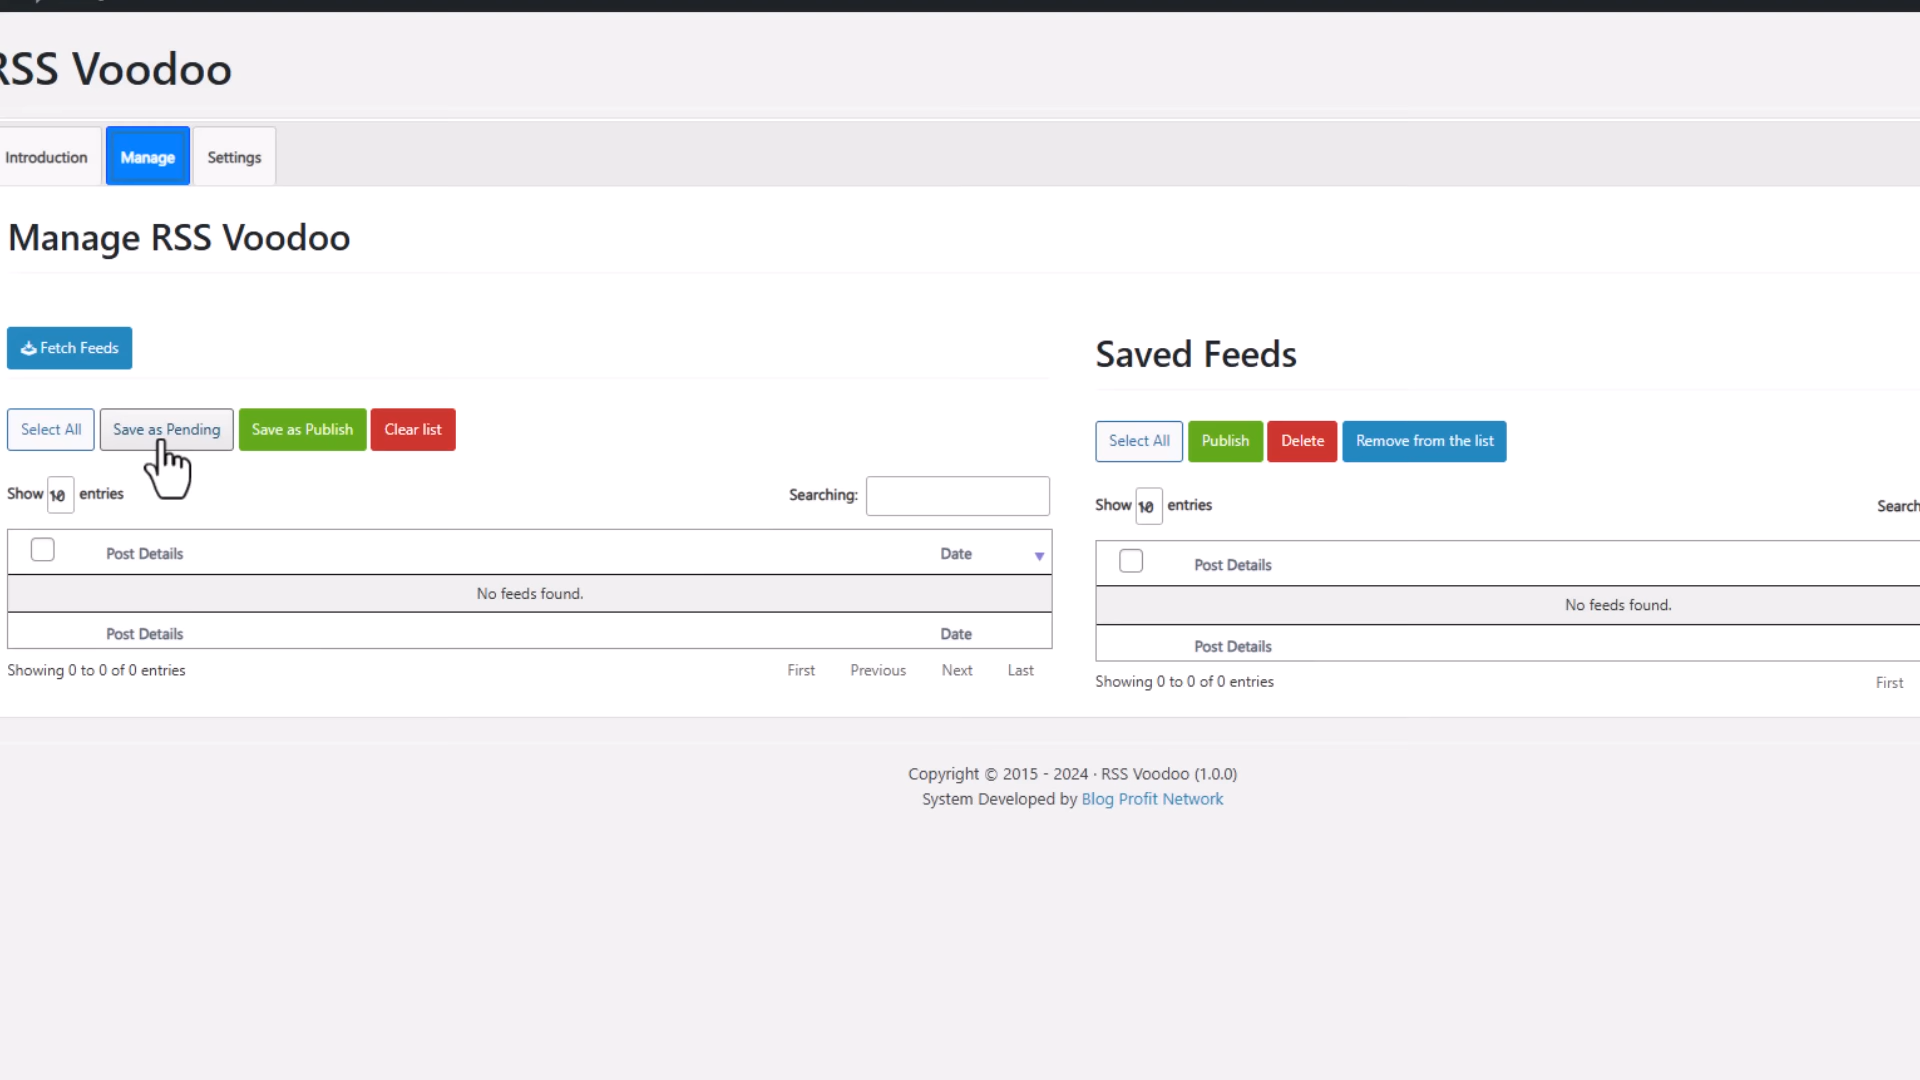 RSS Voodoo
Introduction
Manage
Settings
Manage RSS Voodoo
Fetch Feeds
Select All
Save as Pending
Save as Publish
Clear list
Show 10 entries
Searching:
Post Details
Date
No feeds found.
Post Details
Date
Showing 0 to 0 of 0 entries
First
Previous
Next
Last
Saved Feeds
Select All
Publish
Delete
Remove from the list
Show 10 entries
Search
Post Details
No feeds found.
Post Details
Showing 0 to 0 of 0 entries
First
Copyright © 2015 - 2024 · RSS Voodoo (1.0.0)
System Developed by Blog Profit Network